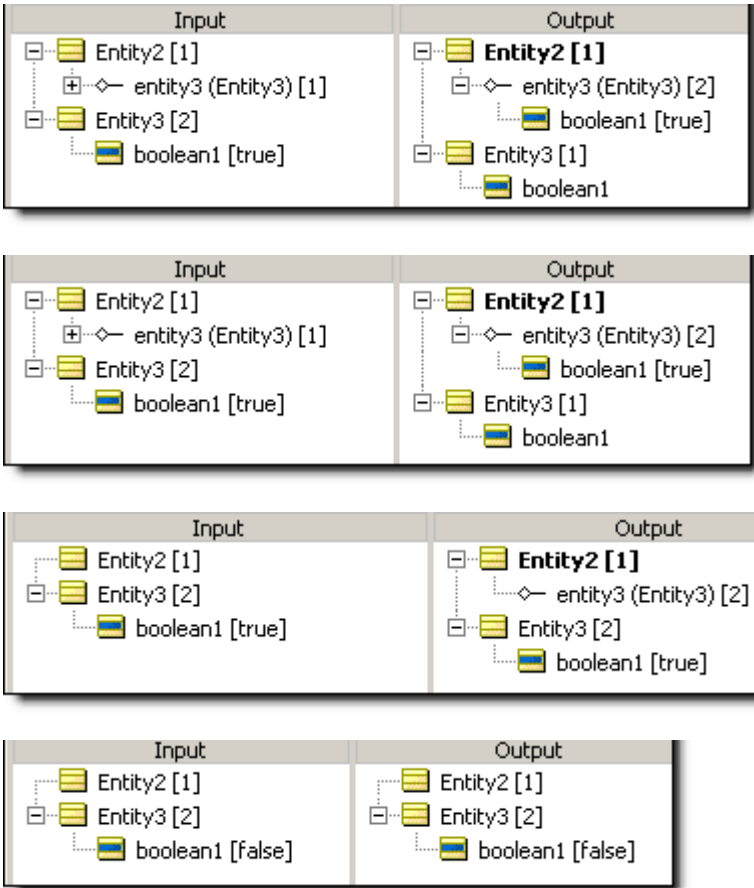 Input Output
Entity2 [1] Entity2 [1]
entity3 (Entity3) [1] entity3 (Entity3) [2]
Entity3 [2] boolean1 [true]
boolean1 [true] Entity3 [1]
boolean1
Input Output
Entity2 [1] Entity2 [1]
entity3 (Entity3) [1] entity3 (Entity3) [2]
Entity3 [2] boolean1 [true]
boolean1 [true] Entity3 [1]
boolean1
Input Output
Entity2 [1] Entity2 [1]
Entity3 [2] entity3 (Entity3) [2]
boolean1 [true] Entity3 [2]
boolean1 [true]
Input Output
Entity2 [1] Entity2 [1]
Entity3 [2] Entity3 [2]
boolean1 [false] boolean1 [false]